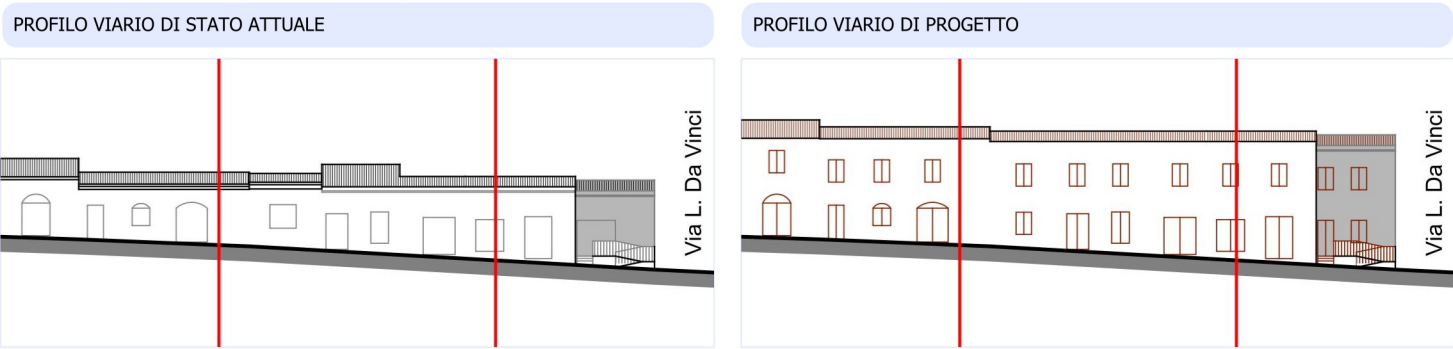 PROFILO VIARIO DI STATO ATTUALE
Via L. Da Vinci
PROFILO VIARIO DI PROGETTO
Via L. Da Vinci